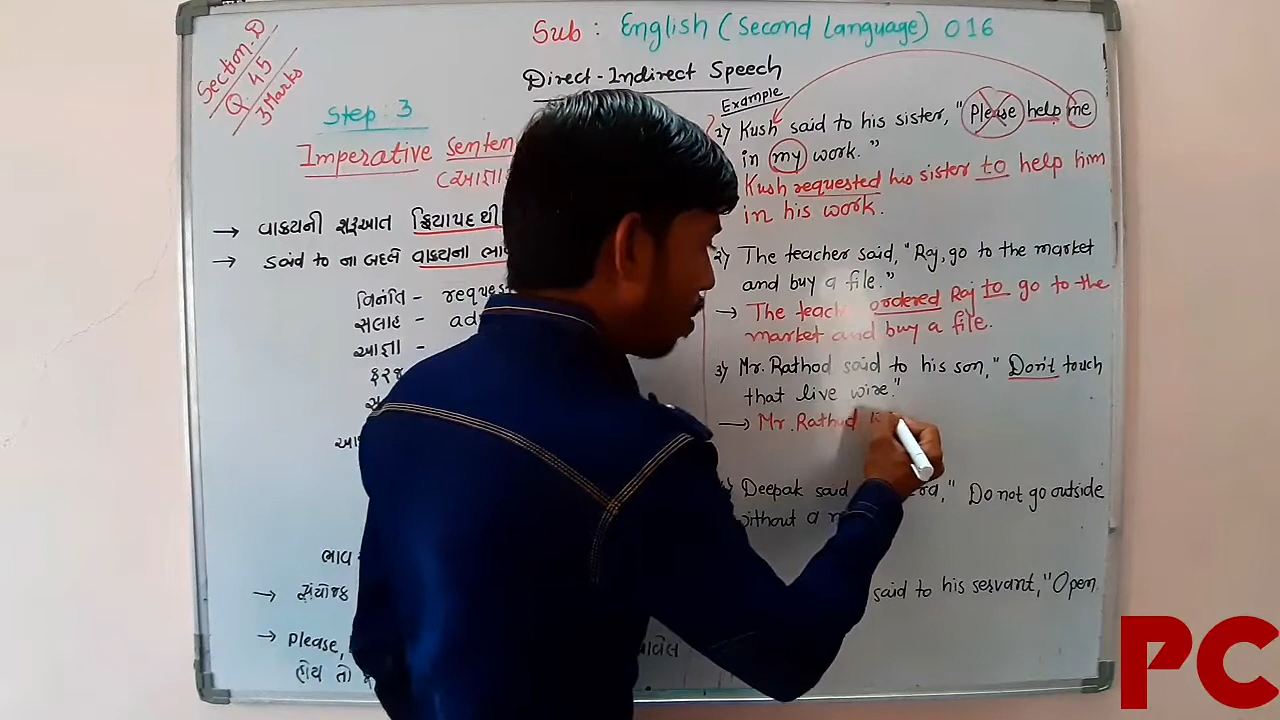 Section. D
Q 45
3 Marks
Sub : English (Second Language) 016
Direct-Indirect Speech
Step : 3
Imperative Senten
(આજ્ઞા
→ વાક્યની શરૂઆત ક્રિયાપદ થી
→ said to ના બદલે વાક્યના ભા
વિનંતિ - reques
સલાહ - ad
આજ્ઞા -
ફરજ
ભાવ
→ સંયોજક
→ Please,
હોય તો
Example
1) Kush said to his sister, "Please help me
in my work."
Kush requested his sister to help him
in his work.
2) The teacher said, "Raj, go to the market
and buy a file."
→ The teache ordered Raj to go to the
market and buy a file.
3) Mr. Rathod said to his son, "Don't touch
that live wire."
→ Mr. Rathod
Deepak said " Do not go outside
without a
said to his servant, "Open
PC